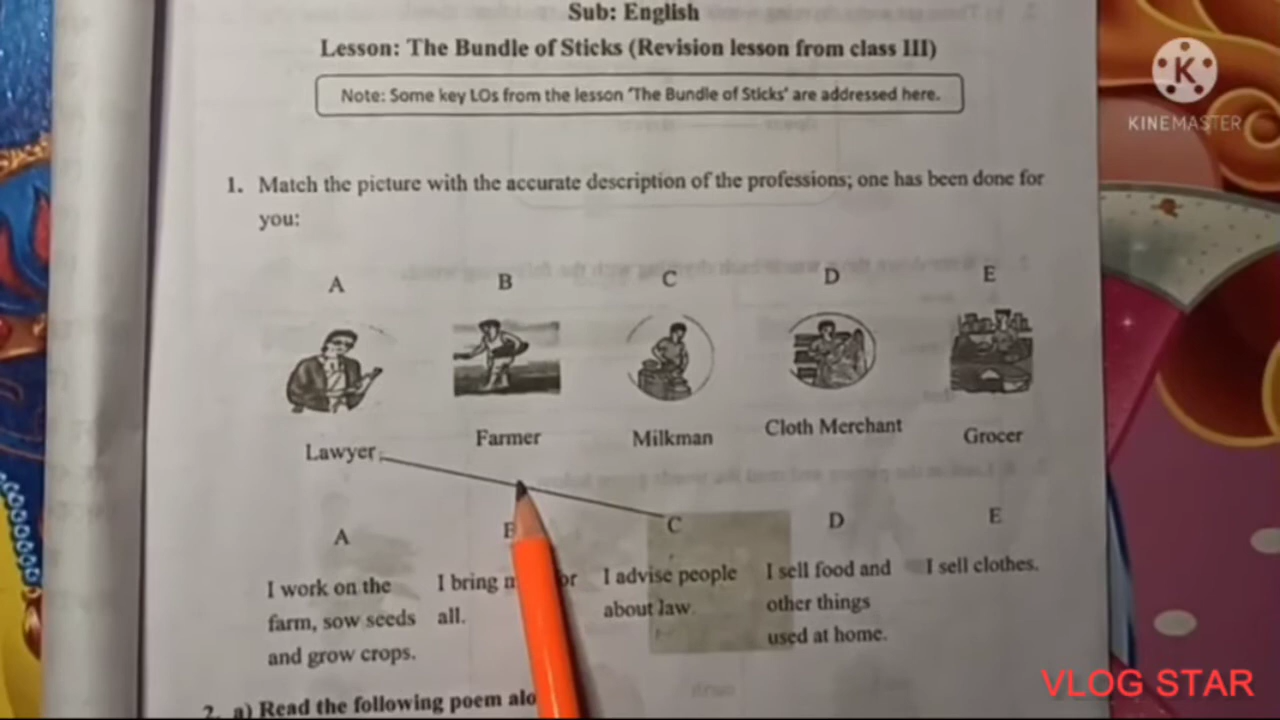 Sub: English
Lesson: The Bundle of Sticks (Revision lesson from class III)
Note: Some key LOs from the lesson 'The Bundle of Sticks' are addressed here.
K
KINEMASTER
1. Match the picture with the accurate description of the professions; one has been done for
you:
A B C D E
Lawyer Farmer Milkman Cloth Merchant Grocer
A C D E
I work on the
farm, sow seeds
and grow crops.
I bring
all.
I advise people
about law.
I sell food and
other things
used at home.
I sell clothes.
2. a) Read the following poem
VLOG STAR